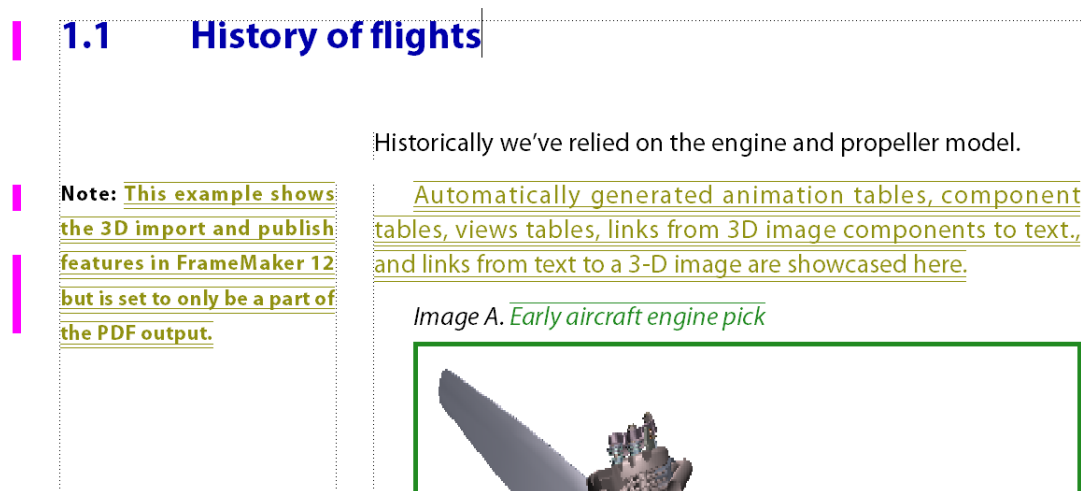 1.1 History of flights
Historically we’ve relied on the engine and propeller model.
Note: This example shows
the 3D import and publish
features in FrameMaker 12
but is set to only be a part of
the PDF output.
Automatically generated animation tables, component
tables, views tables, links from 3D image components to text.,
and links from text to a 3-D image are showcased here.
Image A. Early aircraft engine pick